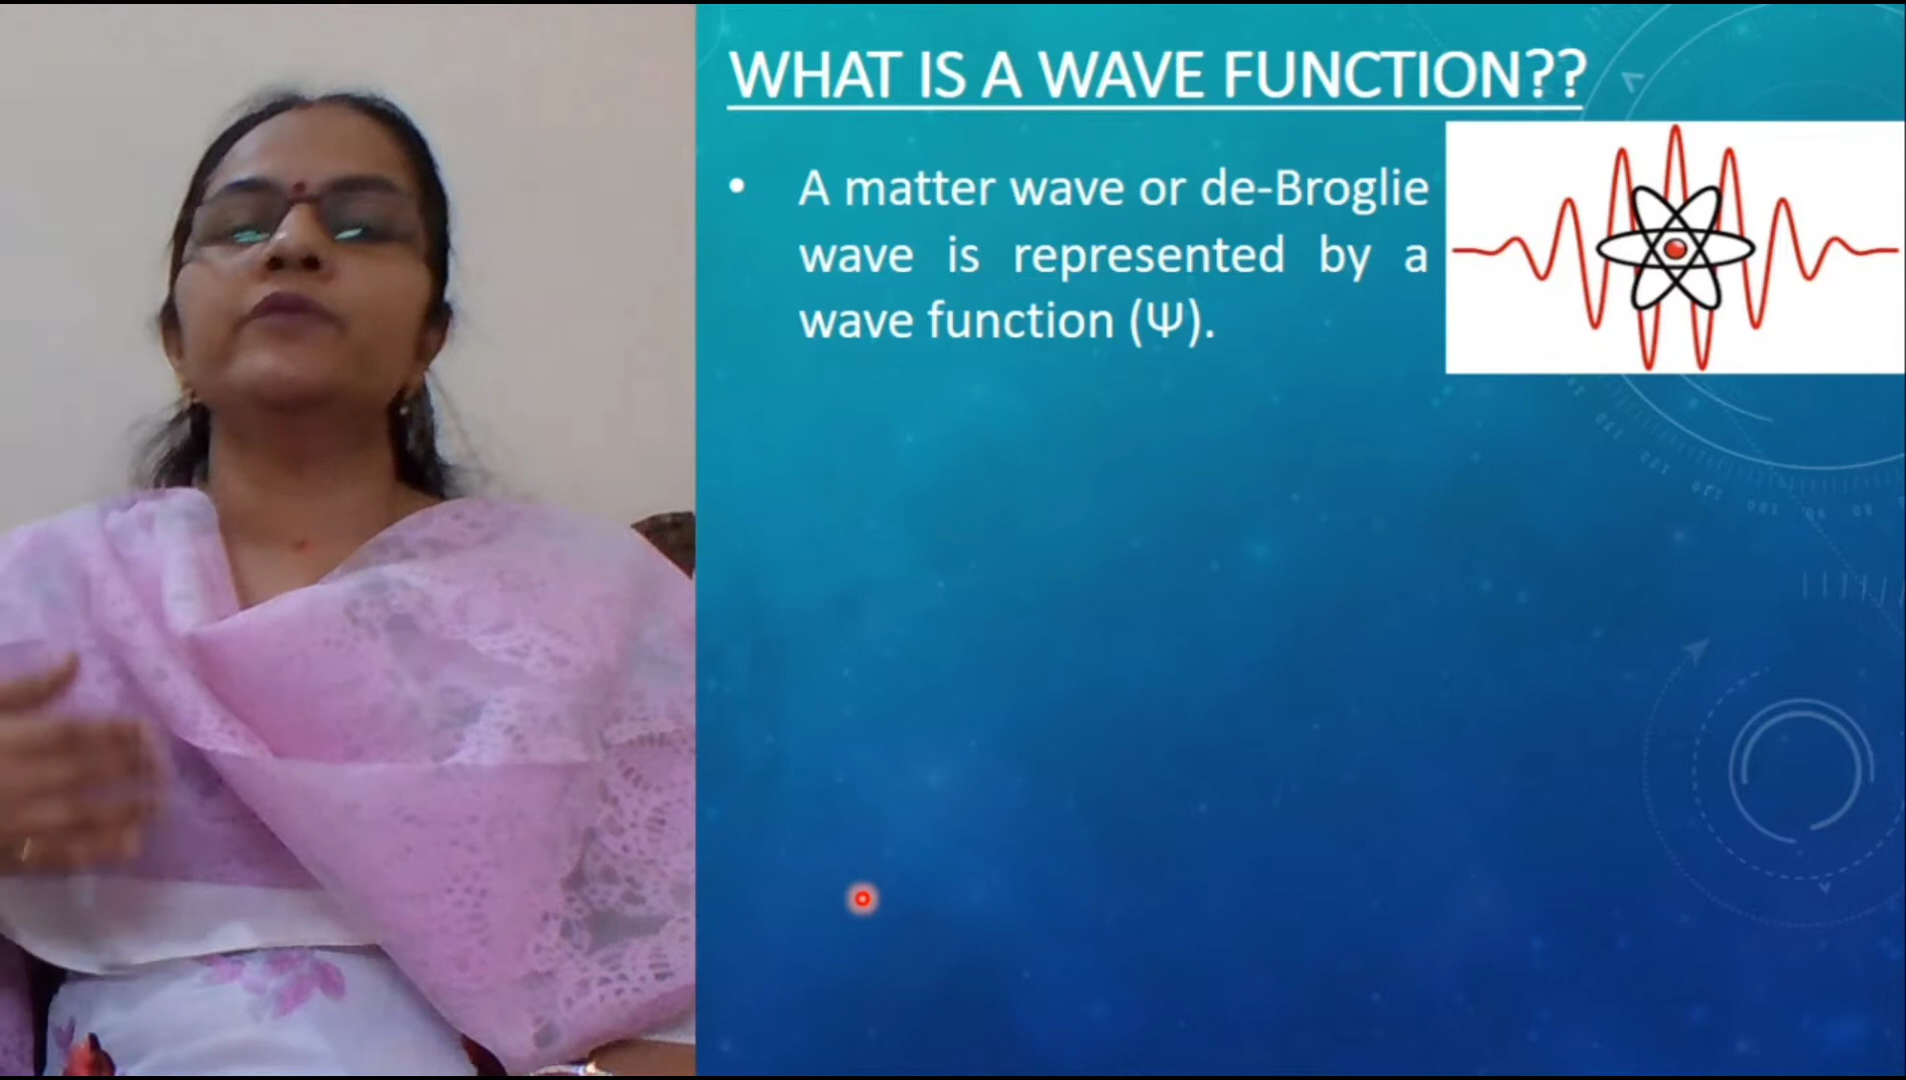 WHAT IS A WAVE FUNCTION??
• A matter wave or de-Broglie
wave is represented by a
wave function (Ψ).